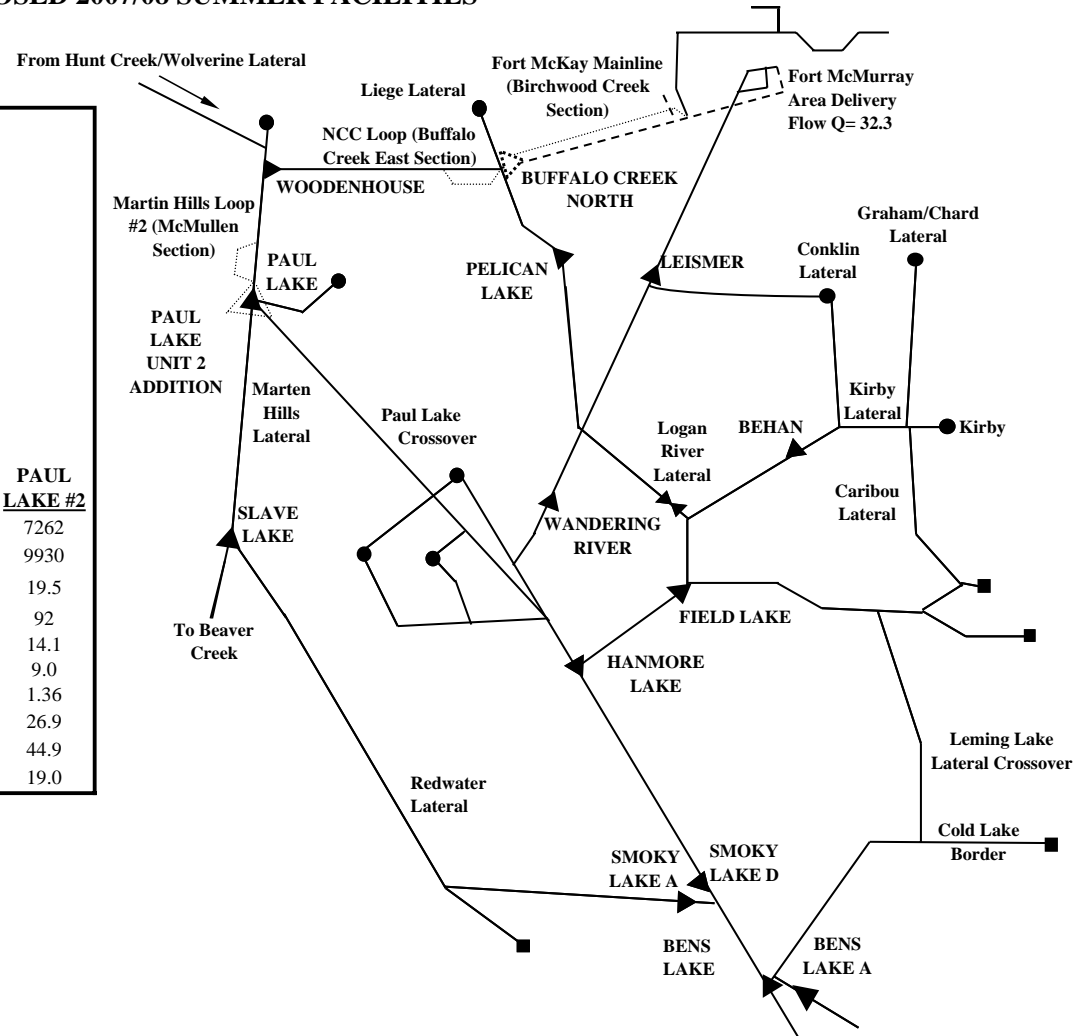 OSED 2007/08 SUMMER FACILITIES
From Hunt Creek/Wolverine Lateral
Liege Lateral
Fort McKay Mainline
(Birchwood Creek
Section)
Fort McMurray
Area Delivery
Flow Q= 32.3
NCC Loop (Buffalo
Creek East Section)
WOODENHOUSE
BUFFALO CREEK
NORTH
Martin Hills Loop
#2 (McMullen
Section)
PAUL
LAKE
PELICAN
LAKE
LEISMER
Conklin
Lateral
Graham/Chard
Lateral
PAUL
LAKE
UNIT 2
ADDITION
Marten
Hills
Lateral
Paul Lake
Crossover
Logan
River
Lateral
BEHAN
Kirby
Lateral
Kirby
Caribou
Lateral
PAUL
LAKE #2
7262
9930
19.5
92
14.1
9.0
1.36
26.9
44.9
19.0
SLAVE
LAKE
WANDERING
RIVER
To Beaver
Creek
FIELD LAKE
HANMORE
LAKE
Leming Lake
Lateral Crossover
Redwater
Lateral
Cold Lake
Border
SMOKY
LAKE A
SMOKY
LAKE D
BENS
LAKE
BENS
LAKE A